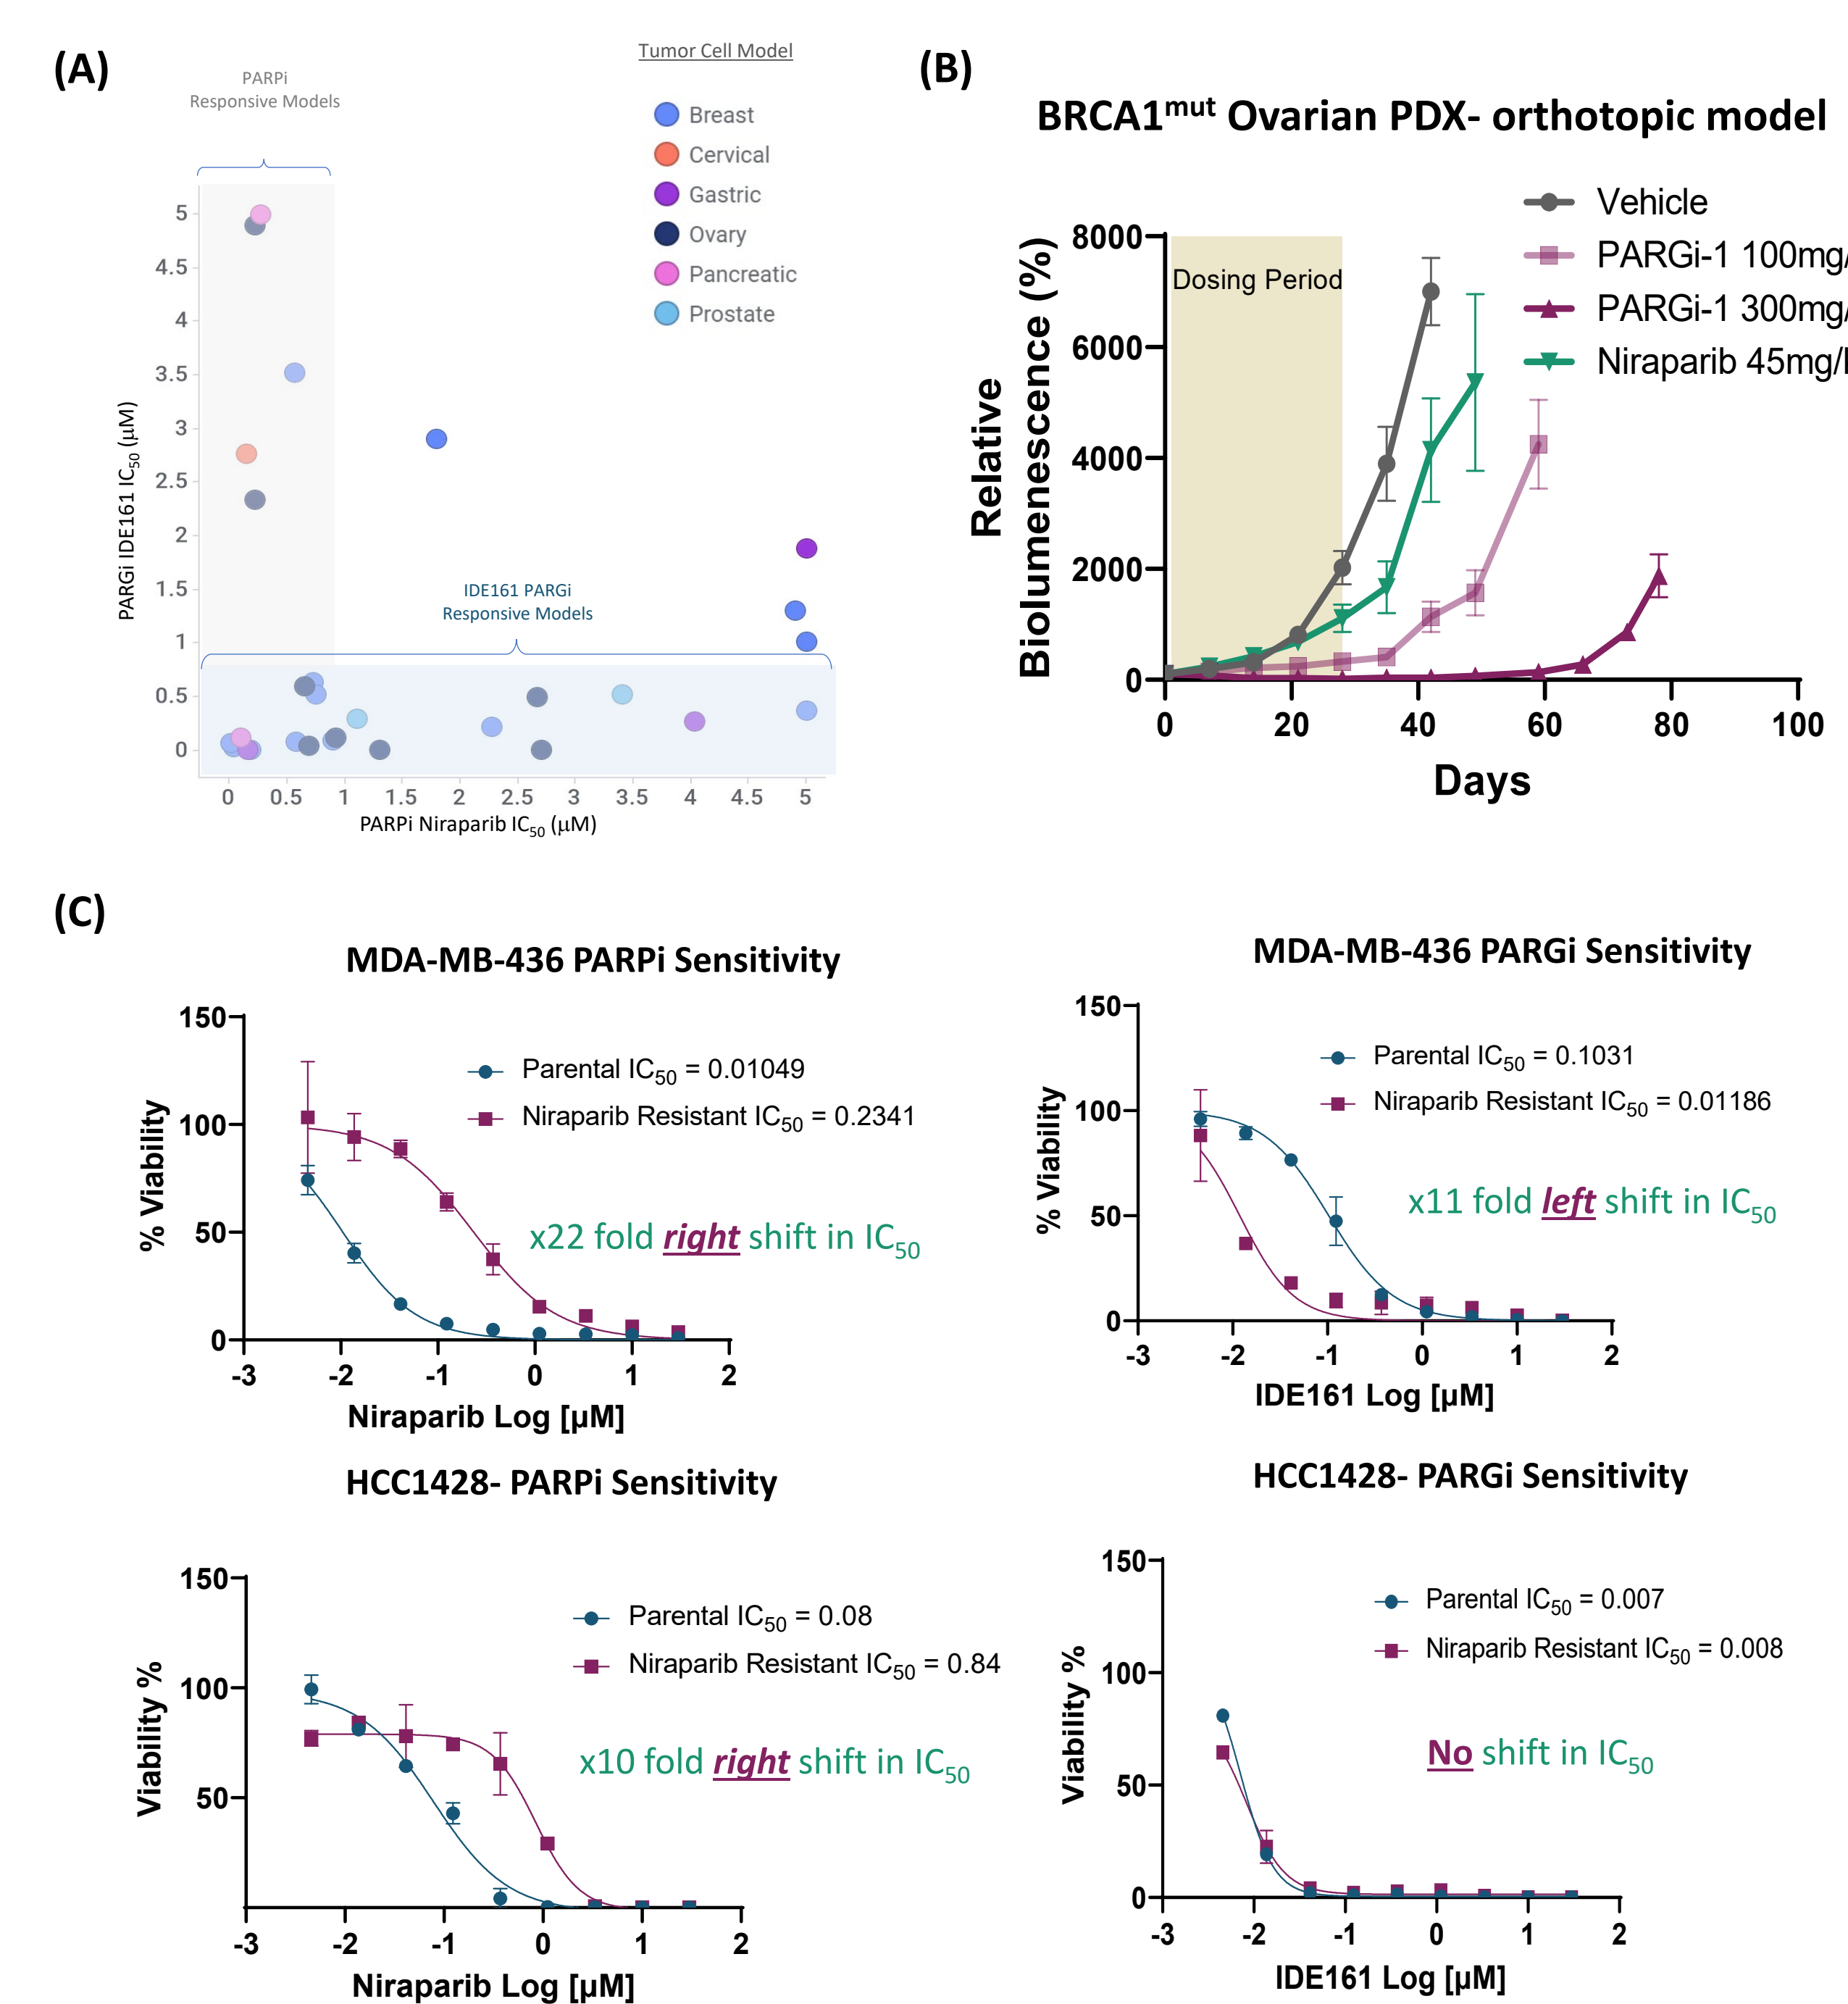 (A)
PARPi
Responsive Models
Tumor Cell Model
Breast
Cervical
Gastric
Ovary
Pancreatic
Prostate
PARGi IDE161 IC50 (μM)
5
4.5
4
3.5
3
2.5
2
1.5
1
0.5
0
IDE161 PARGi
Responsive Models
0 0.5 1 1.5 2 2.5 3 3.5 4 4.5 5
PARPi Niraparib IC50 (μM)
(B)
BRCA1mut Ovarian PDX- orthotopic model
Vehicle
PARGi-1 100mg/
PARGi-1 300mg/
Niraparib 45mg/
Dosing Period
Relative
Biolumenescence (%)
8000
6000
4000
2000
0
0 20 40 60 80 100
Days
(C)
MDA-MB-436 PARPi Sensitivity
% Viability
150
100
50
0
Parental IC50 = 0.01049
Niraparib Resistant IC50 = 0.2341
x22 fold right shift in IC50
-3 -2 -1 0 1 2
Niraparib Log [μM]
MDA-MB-436 PARGi Sensitivity
% Viability
150
100
50
0
Parental IC50 = 0.1031
Niraparib Resistant IC50 = 0.01186
x11 fold left shift in IC50
-3 -2 -1 0 1 2
IDE161 Log [μM]
HCC1428- PARPi Sensitivity
Viability %
150
100
50
Parental IC50 = 0.08
Niraparib Resistant IC50 = 0.84
x10 fold right shift in IC50
-3 -2 -1 0 1 2
Niraparib Log [μM]
HCC1428- PARGi Sensitivity
Viability %
150
100
50
0
Parental IC50 = 0.007
Niraparib Resistant IC50 = 0.008
No shift in IC50
-3 -2 -1 0 1 2
IDE161 Log [μM]